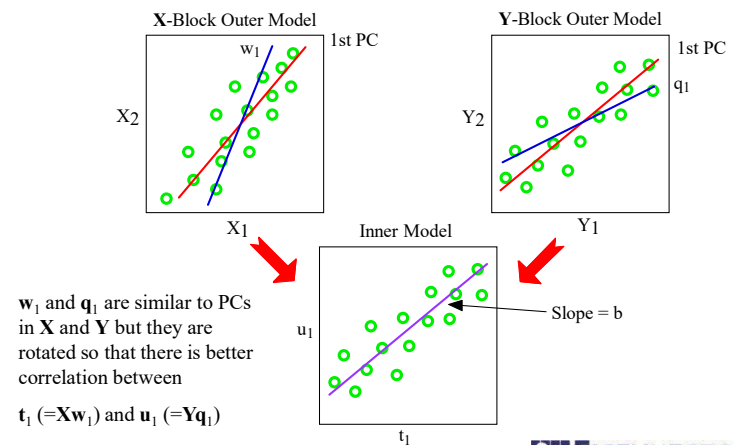 X-Block Outer Model
Y-Block Outer Model
w1
1st PC
X2
X1
1st PC
q1
Y2
Y1
Inner Model
Slope = b
u1
t1
w1 and q1 are similar to PCs
in X and Y but they are
rotated so that there is better
correlation between
t1 (=Xw1) and u1 (=Yq1)